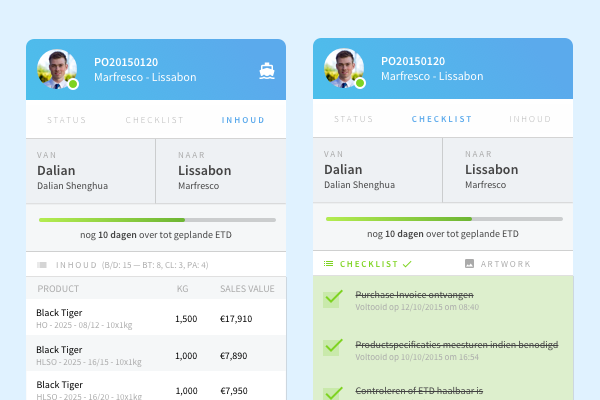 PO20150120
Marfresco - Lissabon
STATUS CHECKLIST INHOUD
VAN NAAR
Dalian Lissabon
Dalian Shenghua Marfresco
nog 10 dagen over tot geplande ETD
INHOUD (B/D: 15 — BT: 8, CL: 3, PA: 4)
PRODUCT KG SALES VALUE
Black Tiger 1,500 €17,910
HO - 2025 - 08/12 - 10x1kg
Black Tiger 1,000 €7,890
HLSO - 2025 - 16/15 - 10x1kg
Black Tiger 1,000 €7,950
HLSO - 2025 - 16/20 - 10x1kg
PO20150120
Marfresco - Lissabon
STATUS CHECKLIST INHOUD
VAN NAAR
Dalian Lissabon
Dalian Shenghua Marfresco
nog 10 dagen over tot geplande ETD
CHECKLIST ARTWORK
Purchase Invoice ontvangen
Voltooid op 12/10/2015 om 08:40
Productspecificaties meesturen indien benodigd
Voltooid op 10/10/2015 om 16:54
Controleren of ETD haalbaar is